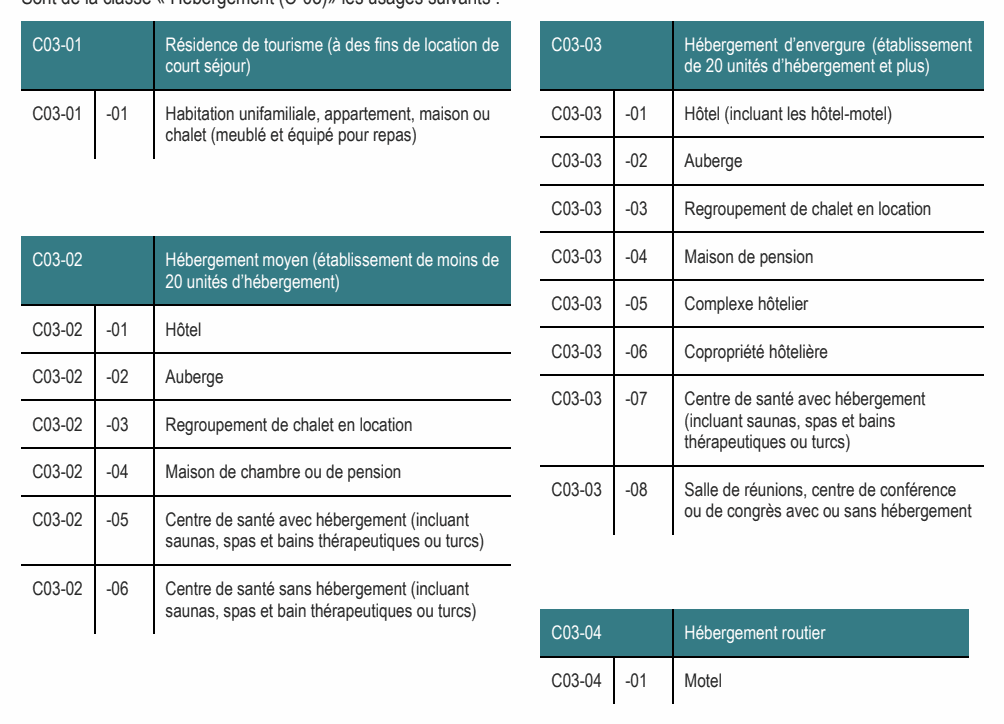 Sont de la classe « Hébergement (C-03)» les usages suivants :
C03-01 Résidence de tourisme (à des fins de location de
court séjour)
C03-01 -01 Habitation unifamiliale, appartement, maison ou
chalet (meublé et équipé pour repas)
C03-02 Hébergement moyen (établissement de moins de
20 unités d’hébergement)
C03-02 -01 Hôtel
C03-02 -02 Auberge
C03-02 -03 Regroupement de chalet en location
C03-02 -04 Maison de chambre ou de pension
C03-02 -05 Centre de santé avec hébergement (incluant
saunas, spas et bains thérapeutiques ou turcs)
C03-02 -06 Centre de santé sans hébergement (incluant
saunas, spas et bain thérapeutiques ou turcs)
C03-03 Hébergement d’envergure (établissement
de 20 unités d’hébergement et plus)
C03-03 -01 Hôtel (incluant les hôtel-motel)
C03-03 -02 Auberge
C03-03 -03 Regroupement de chalet en location
C03-03 -04 Maison de pension
C03-03 -05 Complexe hôtelier
C03-03 -06 Copropriété hôtelière
C03-03 -07 Centre de santé avec hébergement
(incluant saunas, spas et bains
thérapeutiques ou turcs)
C03-03 -08 Salle de réunions, centre de conférence
ou de congrès avec ou sans hébergement
C03-04 Hébergement routier
C03-04 -01 Motel